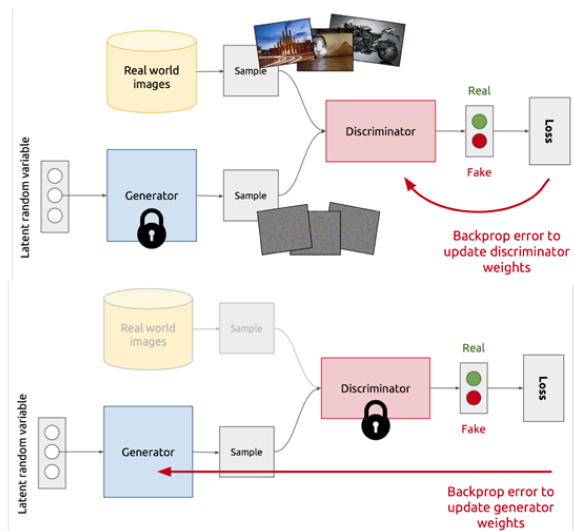 Real world
images
Sample
Real
Discriminator
Loss
Latent random variable
Generator
Sample
Fake
Backprop error to
update discriminator
weights
Real world
images
Sample
Real
Discriminator
Loss
Latent random variable
Generator
Sample
Fake
Backprop error to
update generator
weights